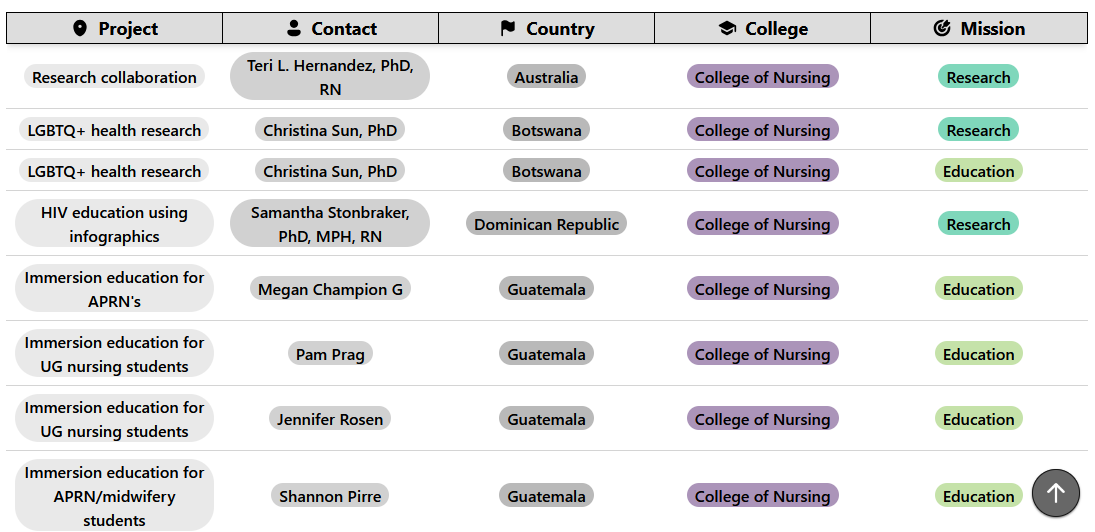 Project Contact Country College Mission
Research collaboration Teri L. Hernandez, PhD, RN Australia College of Nursing Research
LGBTQ+ health research Christina Sun, PhD Botswana College of Nursing Research
LGBTQ+ health research Christina Sun, PhD Botswana College of Nursing Education
HIV education using infographics Samantha Stonbraker, PhD, MPH, RN Dominican Republic College of Nursing Research
Immersion education for APRN's Megan Champion G Guatemala College of Nursing Education
Immersion education for UG nursing students Pam Prag Guatemala College of Nursing Education
Immersion education for UG nursing students Jennifer Rosen Guatemala College of Nursing Education
Immersion education for APRN/midwifery students Shannon Pirre Guatemala College of Nursing Education